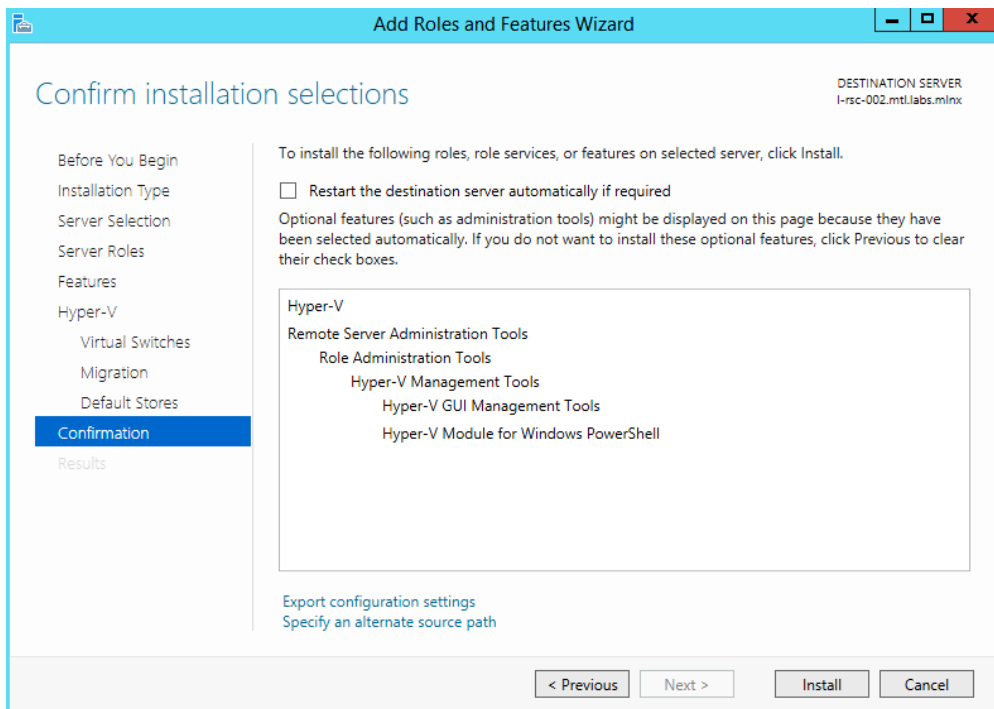 Add Roles and Features Wizard
x
Confirm installation selections
DESTINATION SERVER
l-rsc-002.mtl.labs.mlnx
Before You Begin
Installation Type
Server Selection
Server Roles
Features
Hyper-V
Virtual Switches
Migration
Default Stores
Confirmation
Results
To install the following roles, role services, or features on selected server, click Install.
Restart the destination server automatically if required
Optional features (such as administration tools) might be displayed on this page because they have
been selected automatically. If you do not want to install these optional features, click Previous to clear
their check boxes.
Hyper-V
Remote Server Administration Tools
Role Administration Tools
Hyper-V Management Tools
Hyper-V GUI Management Tools
Hyper-V Module for Windows PowerShell
Export configuration settings
Specify an alternate source path
< Previous
Next >
Install
Cancel